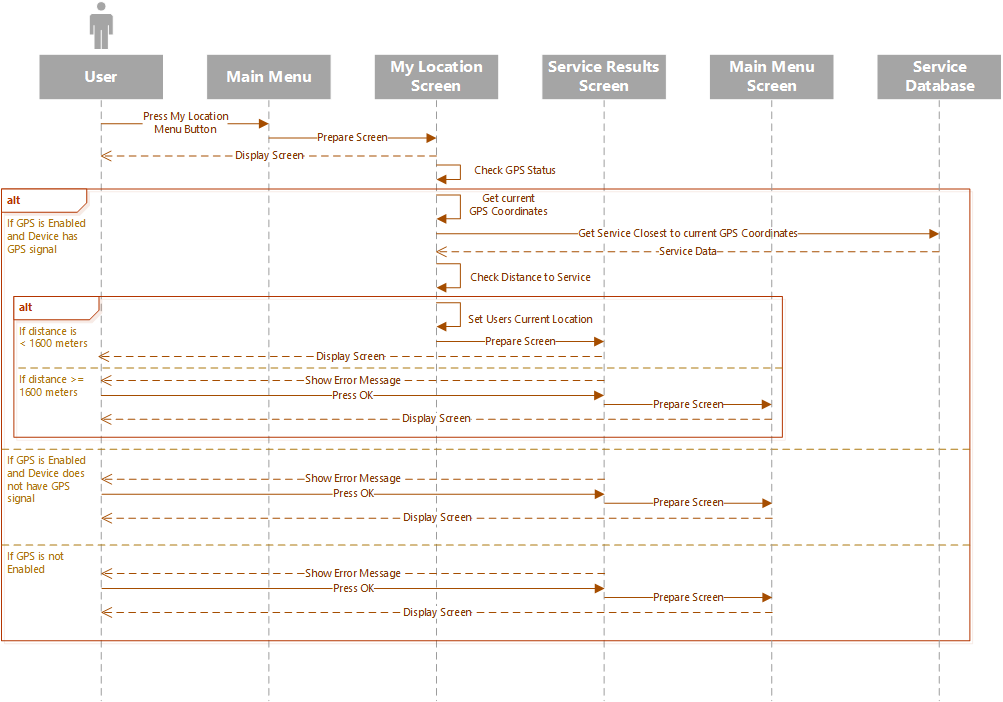 User
Main Menu
My Location
Screen
Service Results
Screen
Main Menu
Screen
Service
Database
Press My Location
Menu Button
Prepare Screen
Display Screen
Check GPS Status
alt
If GPS is Enabled
and Device has
GPS signal
Get current
GPS Coordinates
Get Service Closest to current GPS Coordinates
Service Data
Check Distance to Service
alt
If distance is
< 1600 meters
Set Users Current Location
Prepare Screen
Display Screen
If distance >=
1600 meters
Show Error Message
Press OK
Prepare Screen
Display Screen
If GPS is Enabled
and Device does
not have GPS
signal
Show Error Message
Press OK
Prepare Screen
Display Screen
If GPS is not
Enabled
Show Error Message
Press OK
Prepare Screen
Display Screen